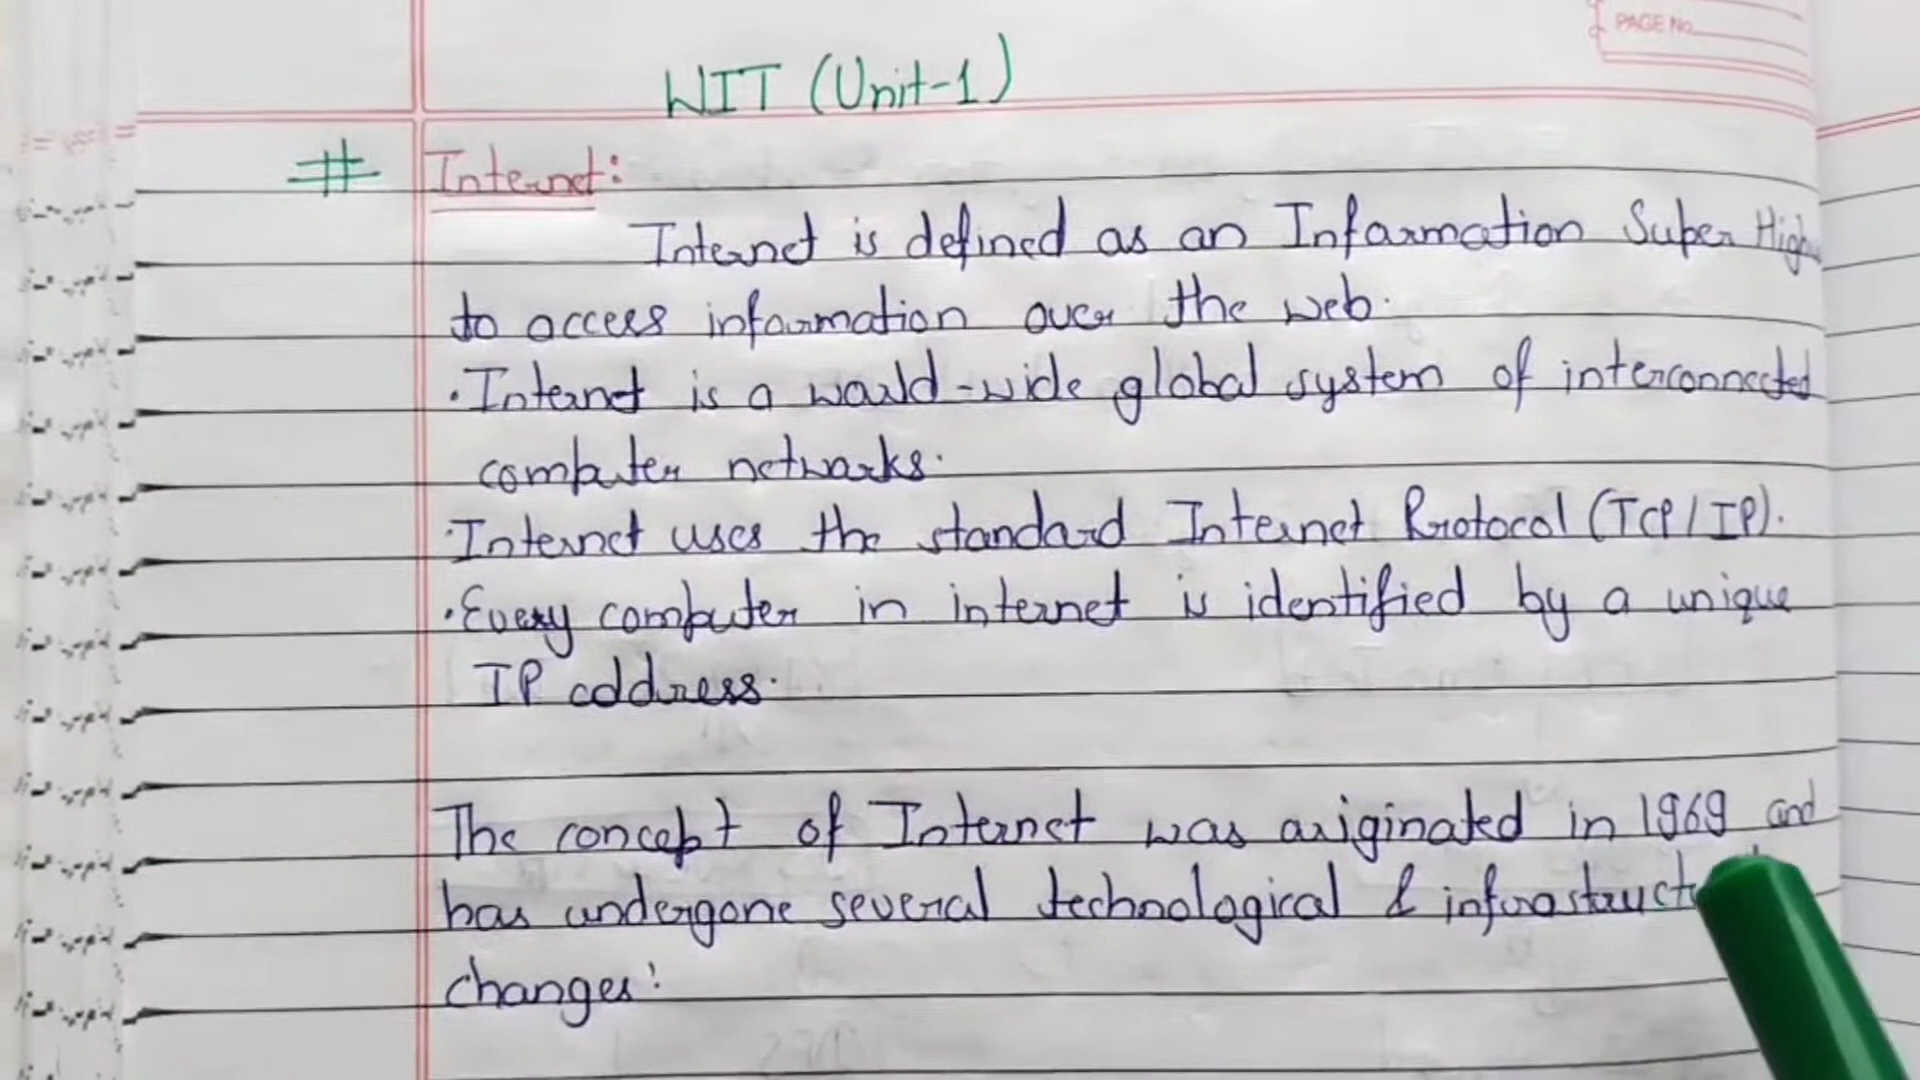 PAGE No.
WIT (Unit-1)
# Internet:
Internet is defined as an Information Super
to access information over the web.
·Internet is a world-wide global system of interconnected
computer networks.
·Internet uses the standard Internet Protocol (TCP/IP).
·Every computer in internet is identified by a unique
IP address.
The concept of Internet was originated in 1969 and
has undergone several technological &
changes: